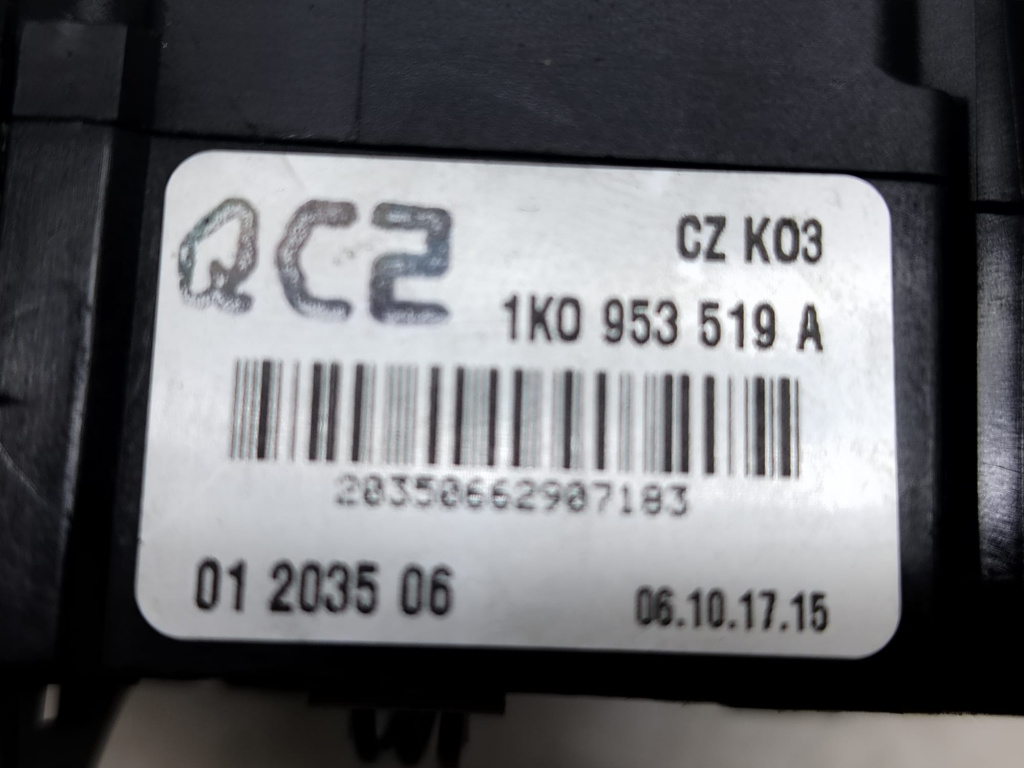 QC2
CZ K03
1K0 953 519 A
20350662907183
01 2035 06
06.10.17.15